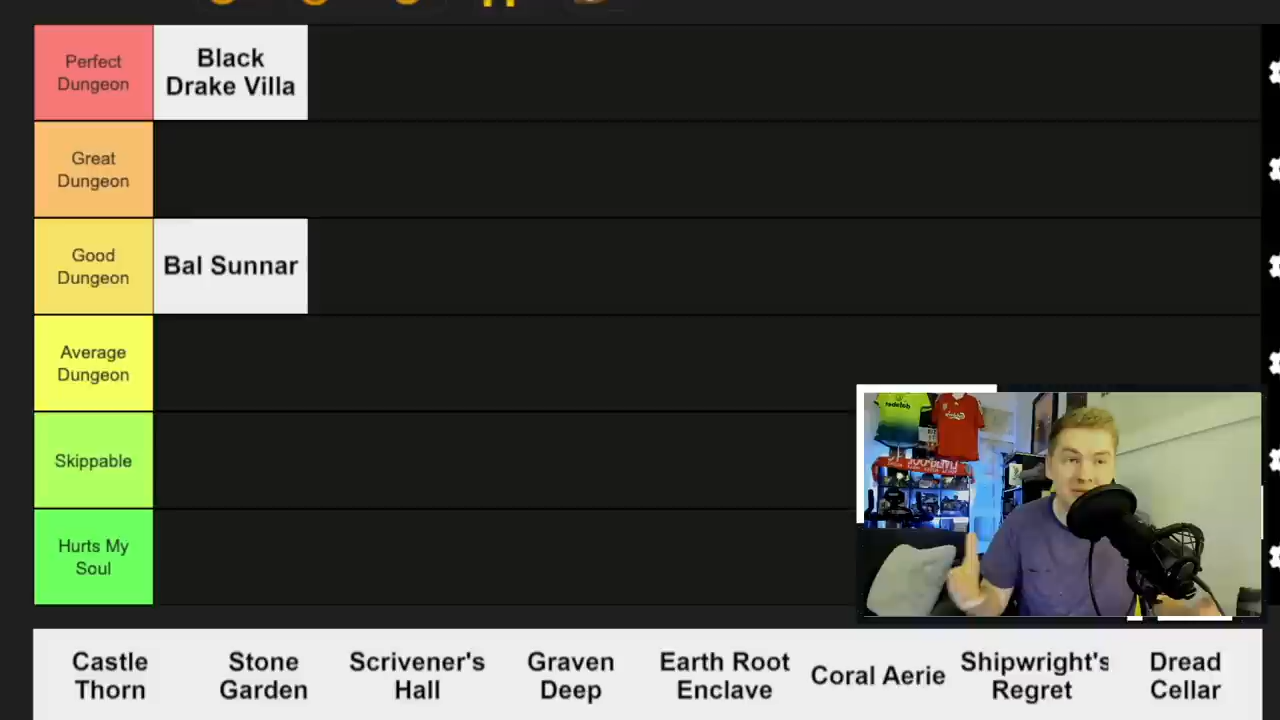 Perfect
Dungeon
Black
Drake Villa
Great
Dungeon
Good
Dungeon
Bal Sunnar
Average
Dungeon
Skippable
Hurts My
Soul
Castle
Thorn
Stone
Garden
Scrivener's
Hall
Graven
Deep
Earth Root
Enclave
Coral Aerie
Shipwright's
Regret
Dread
Cellar